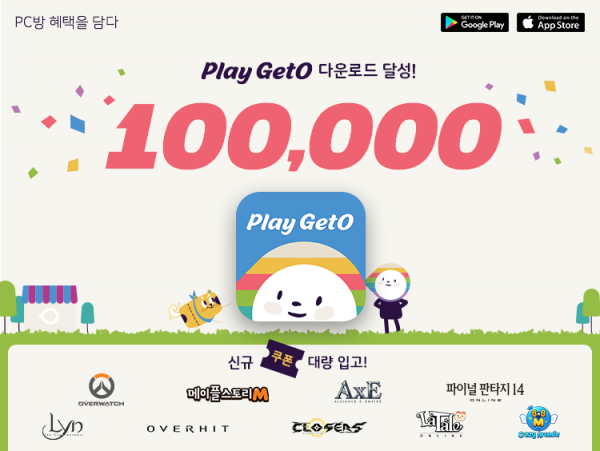 PC방 혜택을 담다
GET IT ON
Google Play
Download on the
App Store
Play GetO 다운로드 달성!
100,000
Play GetO
신규 쿠폰 대량 입고!
OVERWATCH
메이플스토리M
AxE
파이널 판타지 14
ONLINE
Lyn
OVERHIT
CLOSERS
LaTale
ONLINE
BnB
M
Crazy Arcade